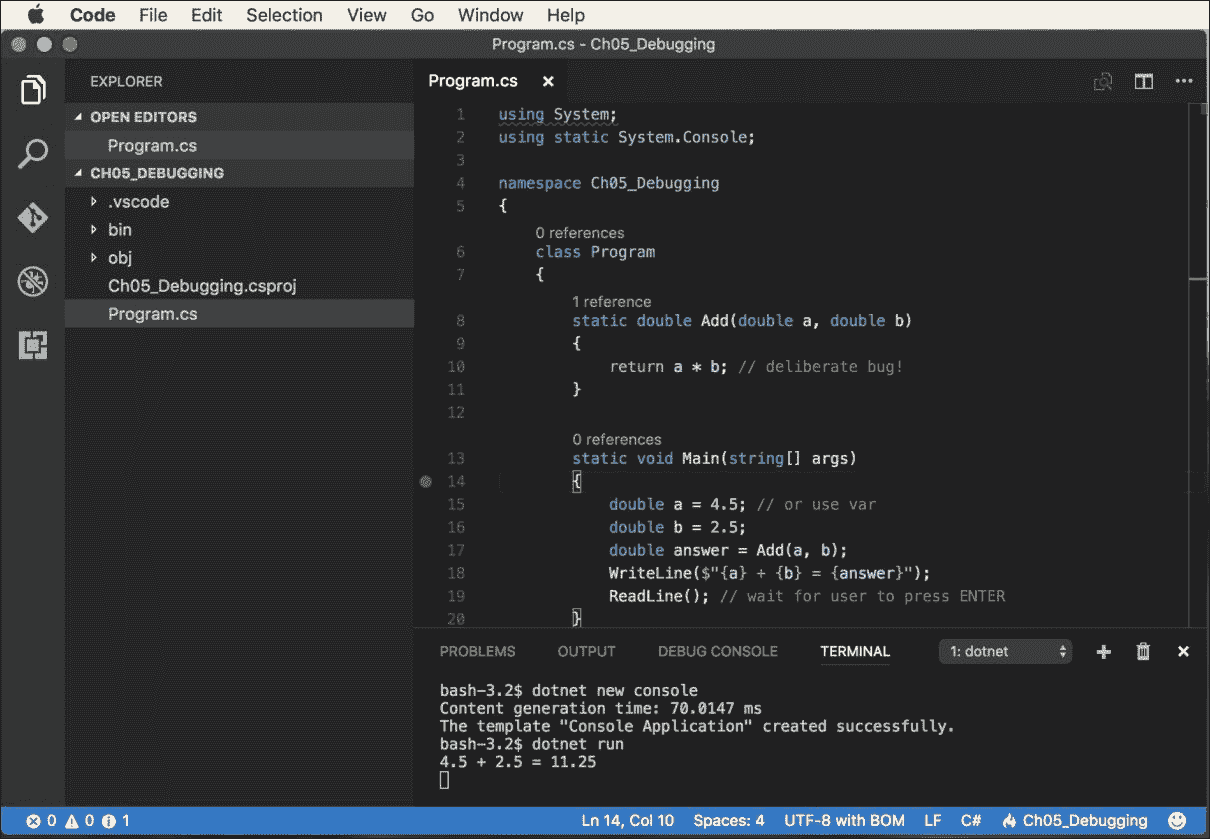 Code File Edit Selection View Go Window Help
Program.cs - Ch05_Debugging
EXPLORER
OPEN EDITORS
Program.cs
CH05_DEBUGGING
.vscode
bin
obj
Ch05_Debugging.csproj
Program.cs
Program.cs ×
1 using System;
2 using static System.Console;
3
4 namespace Ch05_Debugging
5 {
0 references
6 class Program
7 {
1 reference
8 static double Add(double a, double b)
9 {
10 return a * b; // deliberate bug!
11 }
12
0 references
13 static void Main(string[] args)
14 {
15 double a = 4.5; // or use var
16 double b = 2.5;
17 double answer = Add(a, b);
18 WriteLine($"{a} + {b} = {answer}");
19 ReadLine(); // wait for user to press ENTER
20 }
PROBLEMS OUTPUT DEBUG CONSOLE TERMINAL 1: dotnet
bash-3.2$ dotnet new console
Content generation time: 70.0147 ms
The template "Console Application" created successfully.
bash-3.2$ dotnet run
4.5 + 2.5 = 11.25
0 0 1 Ln 14, Col 10 Spaces: 4 UTF-8 with BOM LF C# Ch05_Debugging